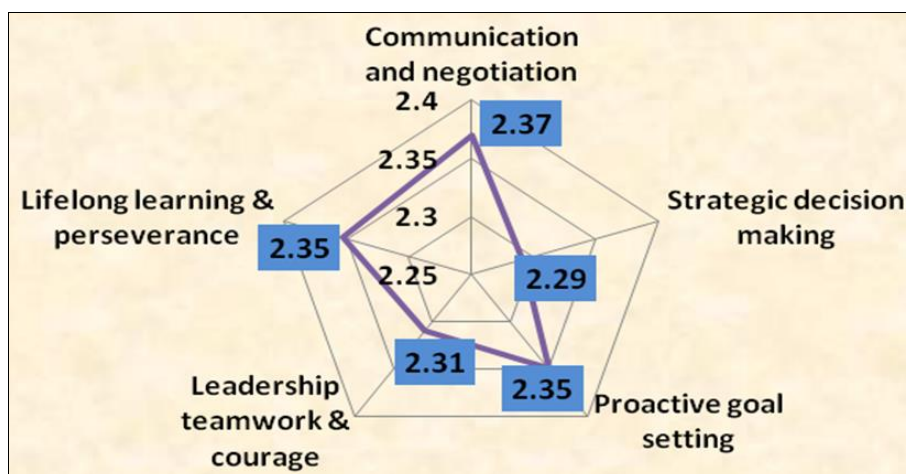 Communication
and negotiation
2.4
2.37
2.35
Lifelong learning &
perseverance
2.3
Strategic decision
making
2.35
2.25
2.29
2.31
2.35
Leadership
teamwork &
courage
Proactive goal
setting